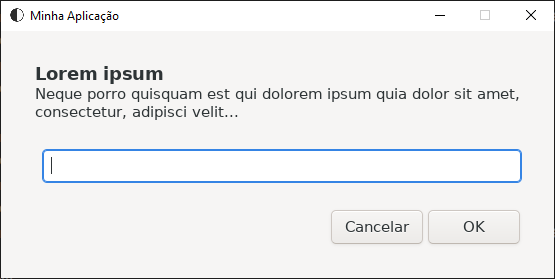 Minha Aplicação
Lorem ipsum
Neque porro quisquam est qui dolorem ipsum quia dolor sit amet,
consectetur, adipisci velit...
Cancelar OK